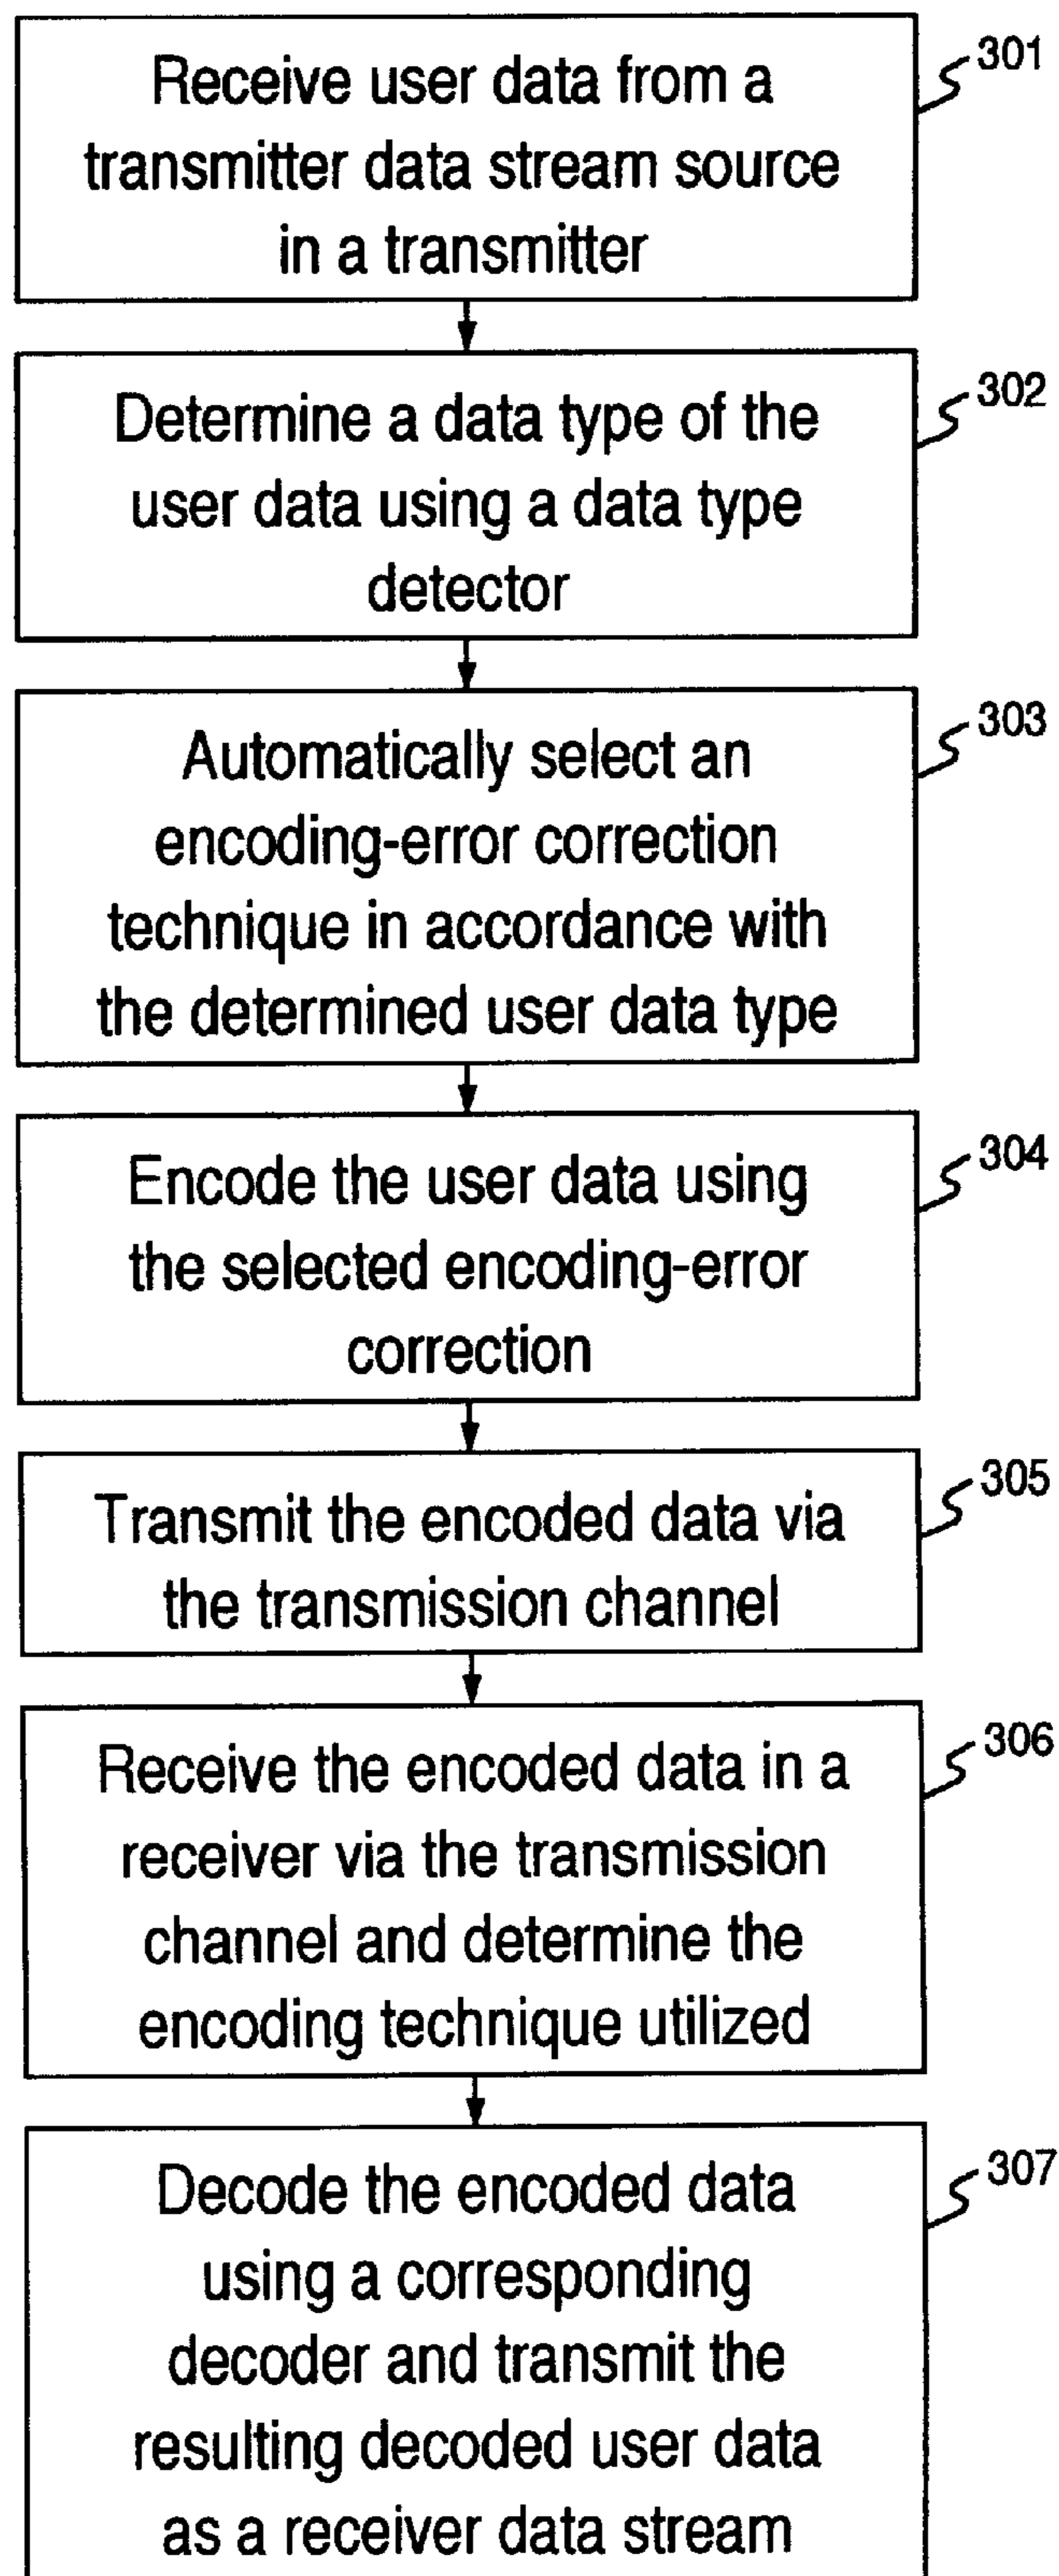 Receive user data from a
transmitter data stream source
in a transmitter
301
Determine a data type of the
user data using a data type
detector
302
Automatically select an
encoding-error correction
technique in accordance with
the determined user data type
303
Encode the user data using
the selected encoding-error
correction
304
Transmit the encoded data via
the transmission channel
305
Receive the encoded data in a
receiver via the transmission
channel and determine the
encoding technique utilized
306
Decode the encoded data
using a corresponding
decoder and transmit the
resulting decoded user data
as a receiver data stream
307